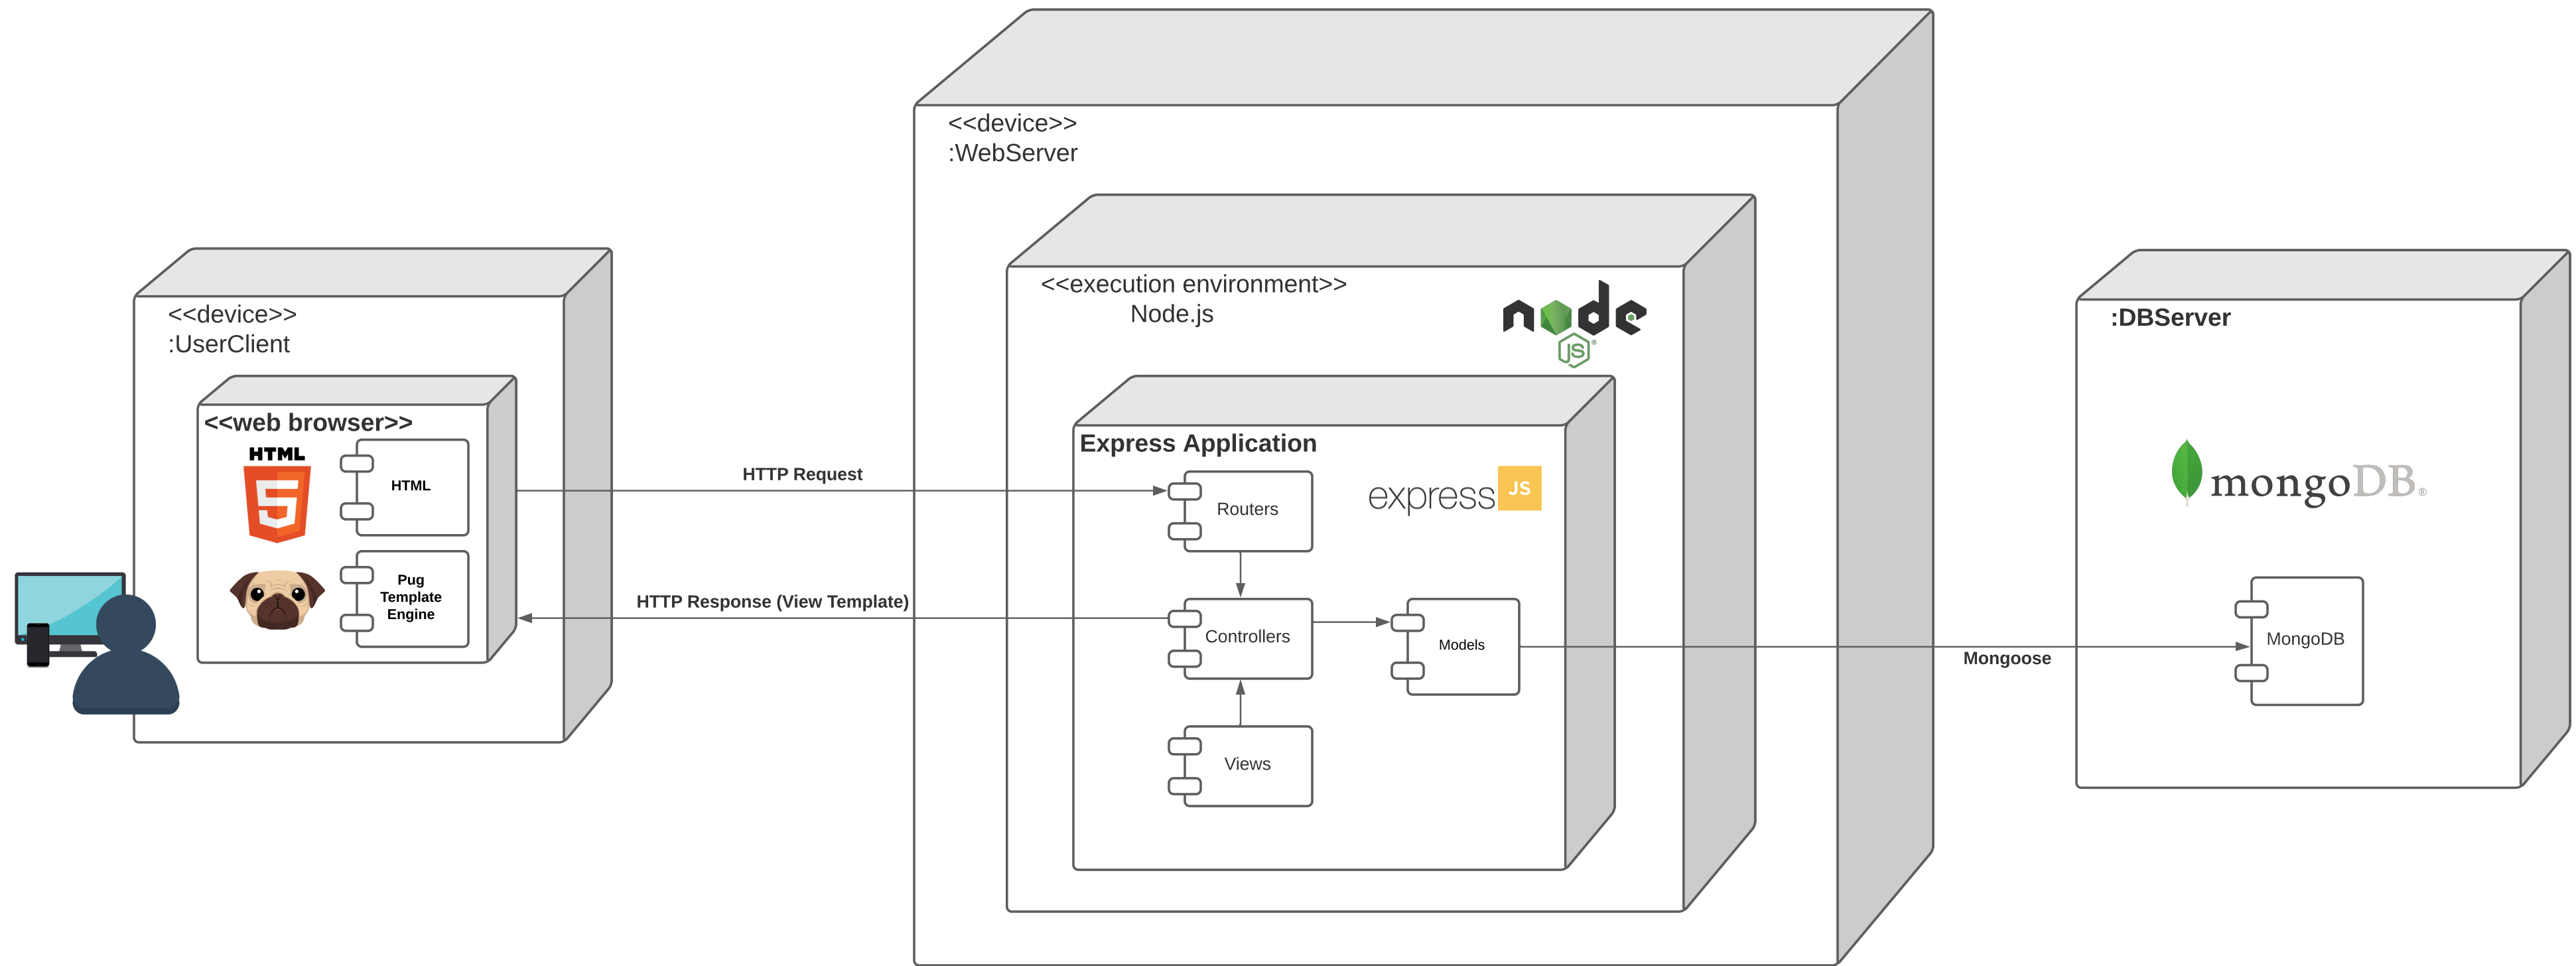 <<device>>
:UserClient
<<web browser>>
HTML
5
HTML
Pug
Template
Engine
HTTP Request
HTTP Response (View Template)
<<device>>
:WebServer
<<execution environment>>
Node.js
node
JS®
Express Application
Routers
express
JS
Controllers
Models
Views
Mongoose
:DBServer
mongoDB®
MongoDB